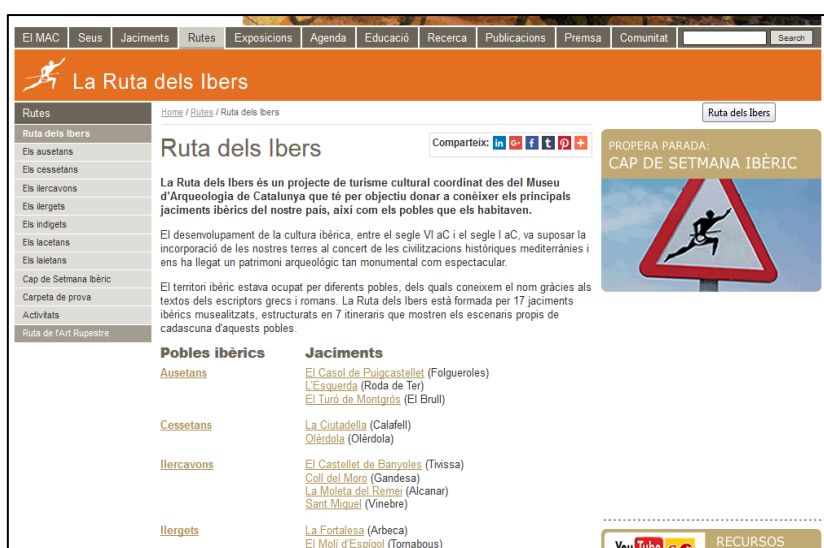 El MAC Seus Jaciments Rutes Exposicions Agenda Educació Recerca Publicacions Premsa Comunitat Search
La Ruta dels Ibers
Rutes
Ruta dels Ibers
Els ausetans
Els cessetans
Els ilercavons
Els ilergets
Els indigets
Els lacetans
Els laietans
Cap de Setmana Ibèric
Carpeta de prova
Activitats
Ruta de l'Art Rupestre
Home / Rutes / Ruta dels Ibers
Ruta dels Ibers
Comparteix:
La Ruta dels Ibers és un projecte de turisme cultural coordinat des del Museu
d'Arqueologia de Catalunya que té per objectiu donar a conèixer els principals
jaciments ibèrics del nostre país, així com els pobles que els habitaven.
El desenvolupament de la cultura ibèrica, entre el segle VI aC i el segle I aC, va suposar la
incorporació de les nostres terres al concert de les civilitzacions històriques mediterrànies i
ens ha llegat un patrimoni arqueològic tan monumental com espectacular.
El territori ibèric estava ocupat per diferents pobles, dels quals coneixem el nom gràcies als
textos dels escriptors grecs i romans. La Ruta dels Ibers està formada per 17 jaciments
ibèrics musealitzats, estructurats en 7 itineraris que mostren els escenaris propis de
cadascuna d'aquests pobles.
Pobles ibèrics Jaciments
Ausetans El Casol de Puigcastellet (Folgueroles)
L'Esquerda (Roda de Ter)
El Turó de Montgròs (El Brull)
Cessetans La Ciutadella (Calafell)
Olèrdola (Olèrdola)
Ilercavons El Castellet de Banyoles (Tivissa)
Coll del Moro (Gandesa)
La Moleta del Remei (Alcanar)
Sant Miquel (Vinebre)
Ilergets La Fortalesa (Arbeca)
El Molí d'Espígol (Tornabous)
Ruta dels Ibers
PROPERA PARADA:
CAP DE SETMANA IBÈRIC
You Tube
RECURSOS